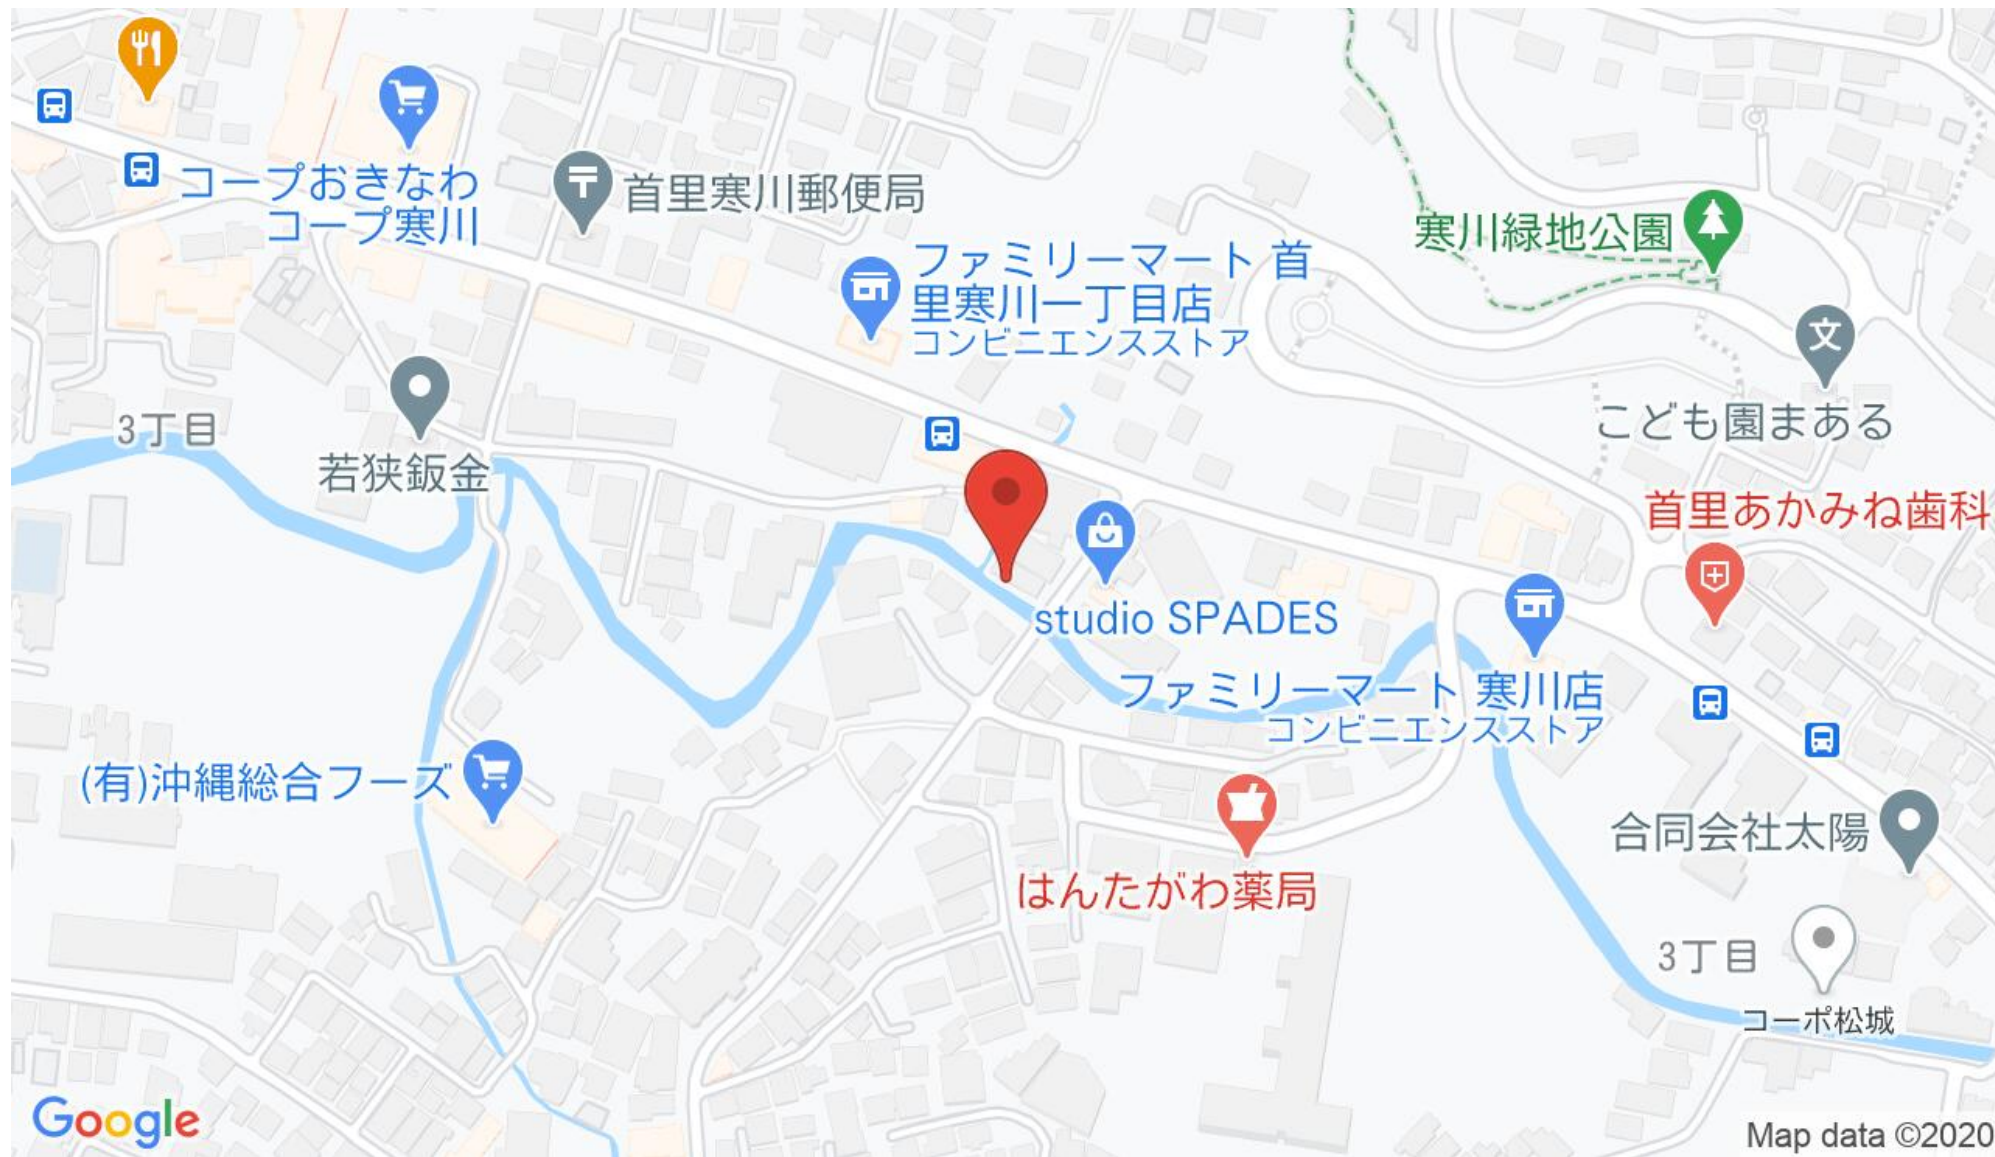 コープおきなわ
コープ寒川
首里寒川郵便局
ファミリーマート 首
里寒川一丁目店
コンビニエンスストア
寒川緑地公園
文
こども園まある
3丁目
若狭鈑金
首里あかみね歯科
studio SPADES
ファミリーマート 寒川店
コンビニエンスストア
(有)沖縄総合フーズ
合同会社太陽
はんたがわ薬局
3丁目
コーポ松城
Google
Map data ©2020